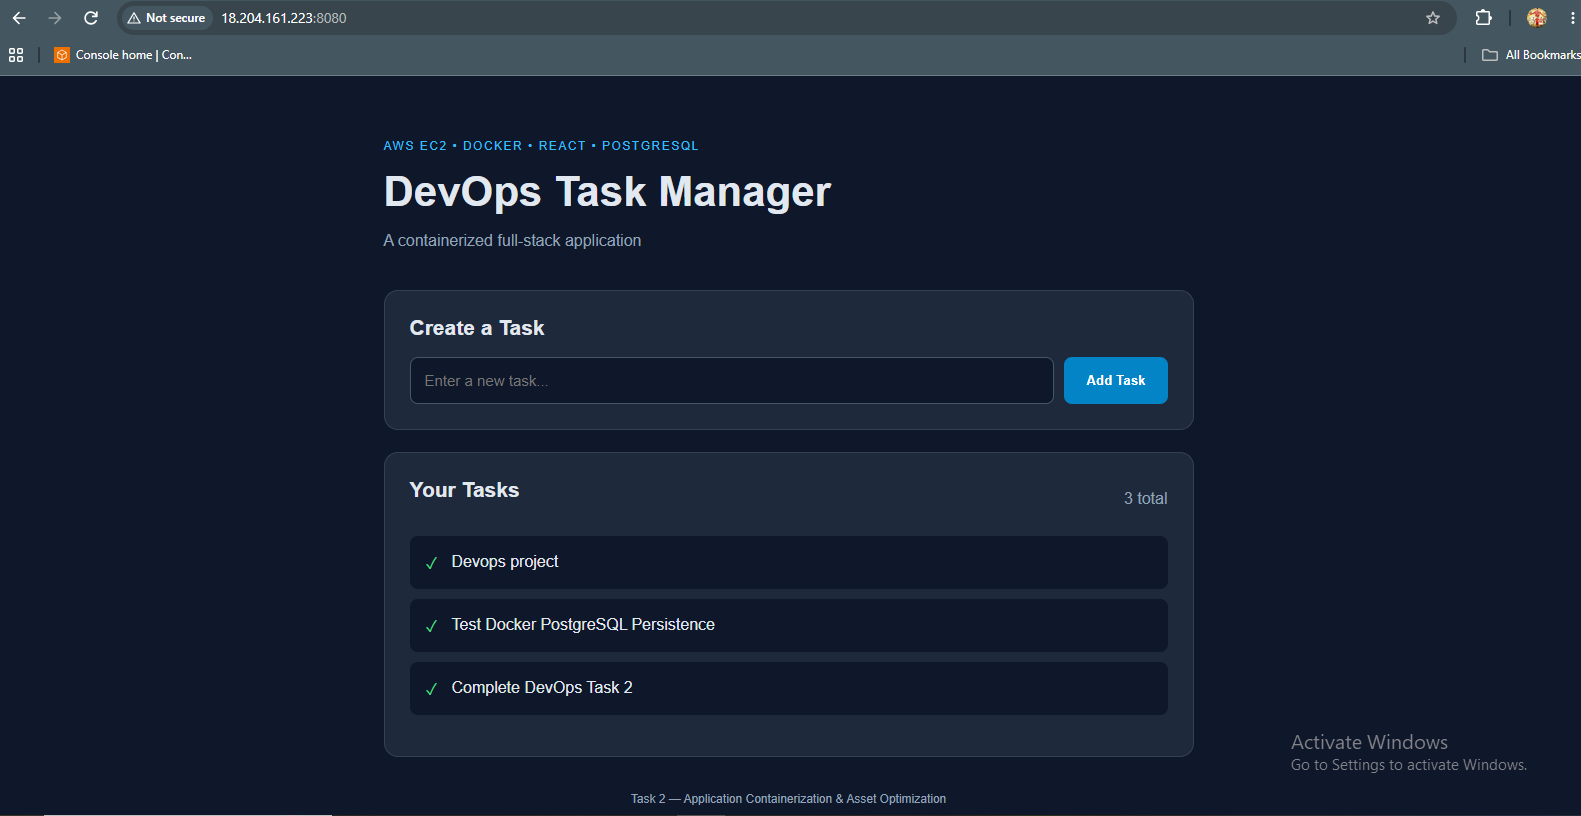 Not secure 18.204.161.223:8080
Console home | Con...
All Bookmarks
AWS EC2 • DOCKER • REACT • POSTGRESQL
DevOps Task Manager
A containerized full-stack application
Create a Task
Enter a new task...
Add Task
Your Tasks
3 total
✓ Devops project
✓ Test Docker PostgreSQL Persistence
✓ Complete DevOps Task 2
Activate Windows
Go to Settings to activate Windows.
Task 2 — Application Containerization & Asset Optimization